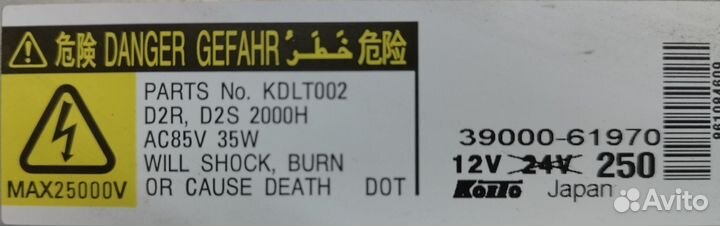 危険 DANGER GEFAHR خَطَر 危险
PARTS No. KDLT002
D2R, D2S 2000H
AC85V 35W
WILL SHOCK, BURN
OR CAUSE DEATH DOT
MAX25000V
39000-61970
12V 24V 250
Koito Japan
Avito